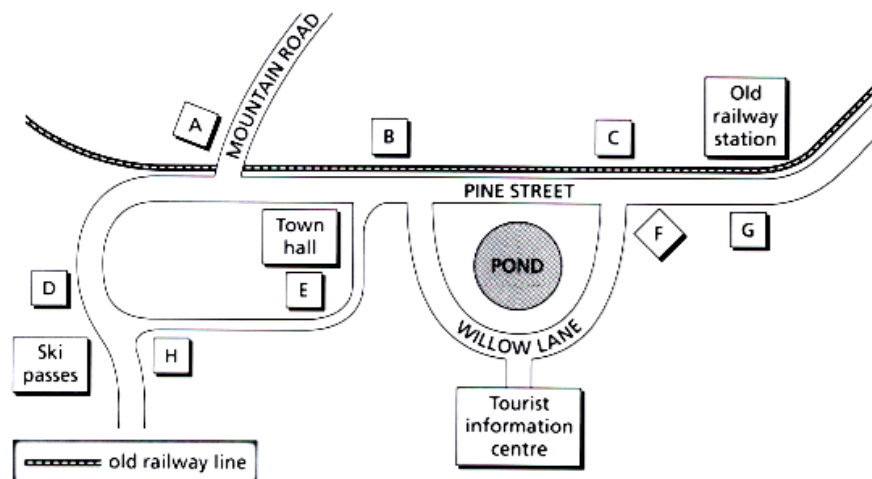 MOUNTAIN ROAD
A
B
C
Old
railway
station
PINE STREET
Town
hall
F
G
POND
D
E
WILLOW LANE
Ski
passes
H
Tourist
information
centre
old railway line